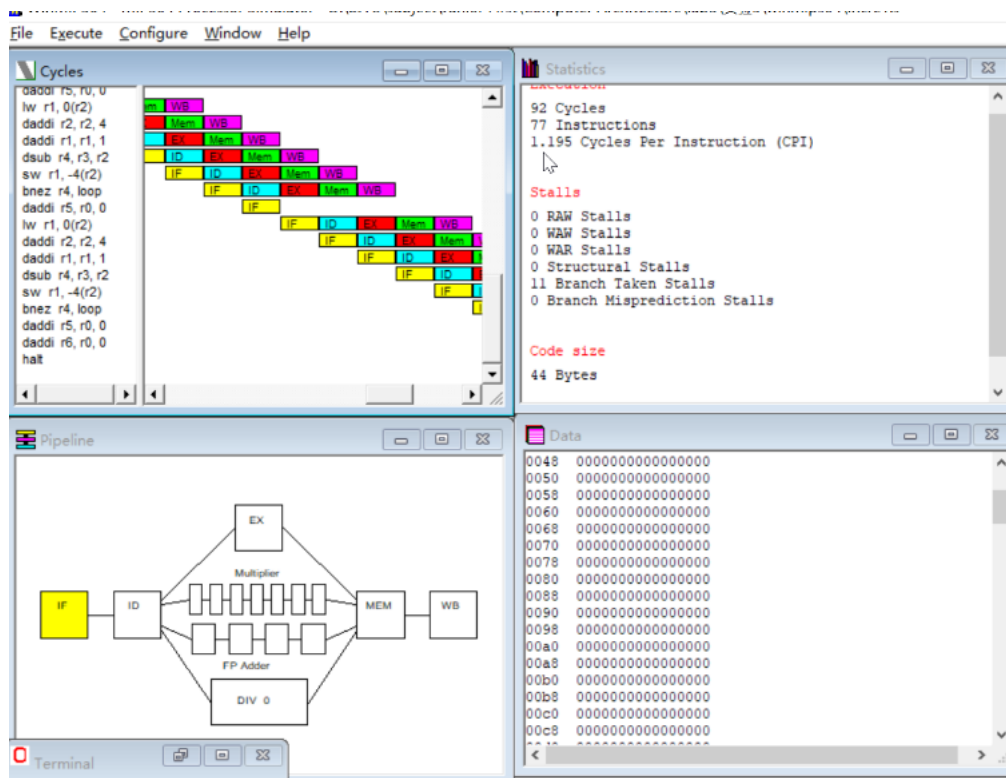 File Execute Configure Window Help
Cycles
daddi r5, r0, 0
lw r1, 0(r2)
daddi r2, r2, 4
daddi r1, r1, 1
dsub r4, r3, r2
sw r1, -4(r2)
bnez r4, loop
daddi r5, r0, 0
lw r1, 0(r2)
daddi r2, r2, 4
daddi r1, r1, 1
dsub r4, r3, r2
sw r1, -4(r2)
bnez r4, loop
daddi r5, r0, 0
daddi r6, r0, 0
halt
WB
Mem WB
EX Mem WB
ID EX Mem WB
IF ID EX Mem WB
IF ID EX Mem WB
IF
IF ID EX Mem WB
IF ID EX Mem
IF ID EX
IF ID
IF
Statistics
Execution
92 Cycles
77 Instructions
1.195 Cycles Per Instruction (CPI)
Stalls
0 RAW Stalls
0 WAW Stalls
0 WAR Stalls
0 Structural Stalls
11 Branch Taken Stalls
0 Branch Misprediction Stalls
Code size
44 Bytes
Pipeline
EX
Multiplier
IF ID MEM WB
FP Adder
DIV 0
Data
0048 0000000000000000
0050 0000000000000000
0058 0000000000000000
0060 0000000000000000
0068 0000000000000000
0070 0000000000000000
0078 0000000000000000
0080 0000000000000000
0088 0000000000000000
0090 0000000000000000
0098 0000000000000000
00a0 0000000000000000
00a8 0000000000000000
00b0 0000000000000000
00b8 0000000000000000
00c0 0000000000000000
00c8 0000000000000000
Terminal